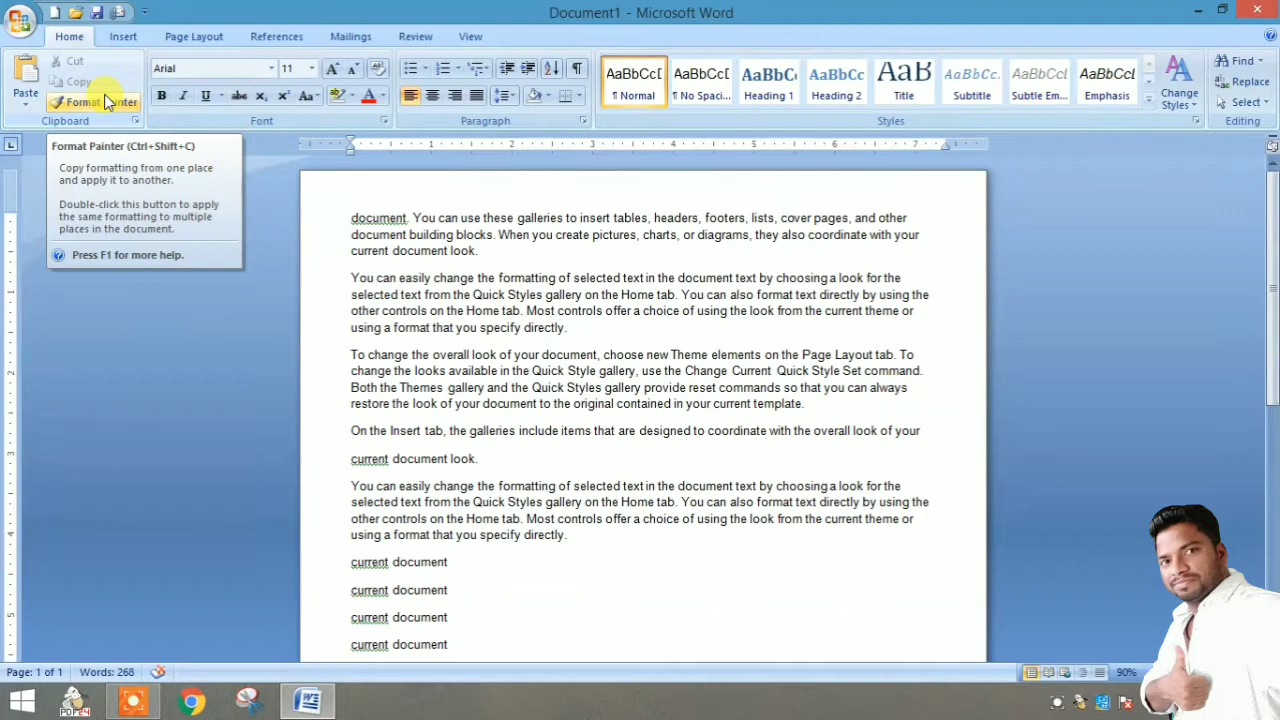 Document1 - Microsoft Word
Home Insert Page Layout References Mailings Review View
Paste
Cut
Copy
Format Painter
Clipboard
Arial 11
Font
Paragraph
AaBbCc[ AaBbCc[ AaBbC( AaBbCc AaB AaBbCc. AaBbCcl AaBbCcl
¶ Normal ¶ No Spaci... Heading 1 Heading 2 Title Subtitle Subtle Em... Emphasis
Change
Styles
Styles
Find
Replace
Select
Editing
Format Painter (Ctrl+Shift+C)
Copy formatting from one place
and apply it to another.
Double-click this button to apply
the same formatting to multiple
places in the document.
Press F1 for more help.
1 2 3 4 5 6 7
1
2
3
4
5
document. You can use these galleries to insert tables, headers, footers, lists, cover pages, and other
document building blocks. When you create pictures, charts, or diagrams, they also coordinate with your
current document look.
You can easily change the formatting of selected text in the document text by choosing a look for the
selected text from the Quick Styles gallery on the Home tab. You can also format text directly by using the
other controls on the Home tab. Most controls offer a choice of using the look from the current theme or
using a format that you specify directly.
To change the overall look of your document, choose new Theme elements on the Page Layout tab. To
change the looks available in the Quick Style gallery, use the Change Current Quick Style Set command.
Both the Themes gallery and the Quick Styles gallery provide reset commands so that you can always
restore the look of your document to the original contained in your current template.
On the Insert tab, the galleries include items that are designed to coordinate with the overall look of your
current document look.
You can easily change the formatting of selected text in the document text by choosing a look for the
selected text from the Quick Styles gallery on the Home tab. You can also format text directly by using the
other controls on the Home tab. Most controls offer a choice of using the look from the current theme or
using a format that you specify directly.
current document
current document
current document
current document
Page: 1 of 1 Words: 268 90%
PDF24